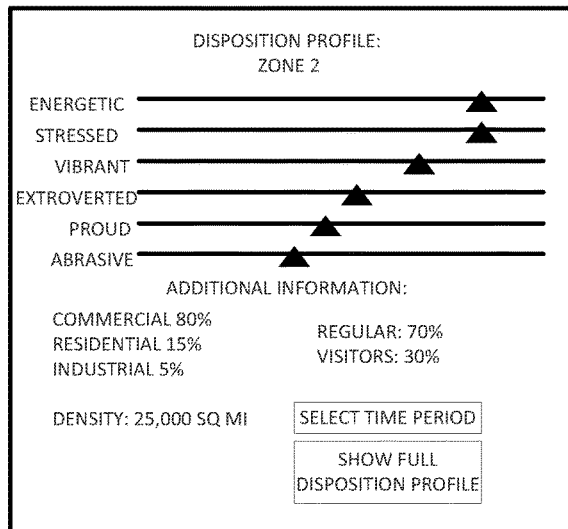 DISPOSITION PROFILE:
ZONE 2
ENERGETIC
STRESSED
VIBRANT
EXTROVERTED
PROUD
ABRASIVE
ADDITIONAL INFORMATION:
COMMERCIAL 80%
RESIDENTIAL 15%
INDUSTRIAL 5%
REGULAR: 70%
VISITORS: 30%
DENSITY: 25,000 SQ MI
SELECT TIME PERIOD
SHOW FULL
DISPOSITION PROFILE